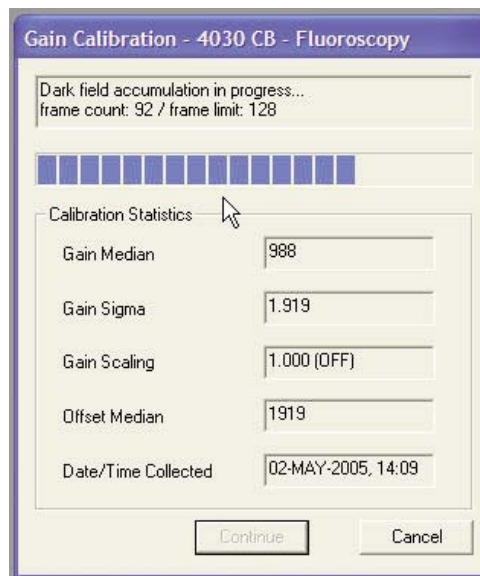 Gain Calibration - 4030 CB - Fluoroscopy
Dark field accumulation in progress...
frame count: 92 / frame limit: 128
Calibration Statistics
Gain Median 988
Gain Sigma 1.919
Gain Scaling 1.000 (OFF)
Offset Median 1919
Date/Time Collected 02-MAY-2005, 14:09
Continue Cancel